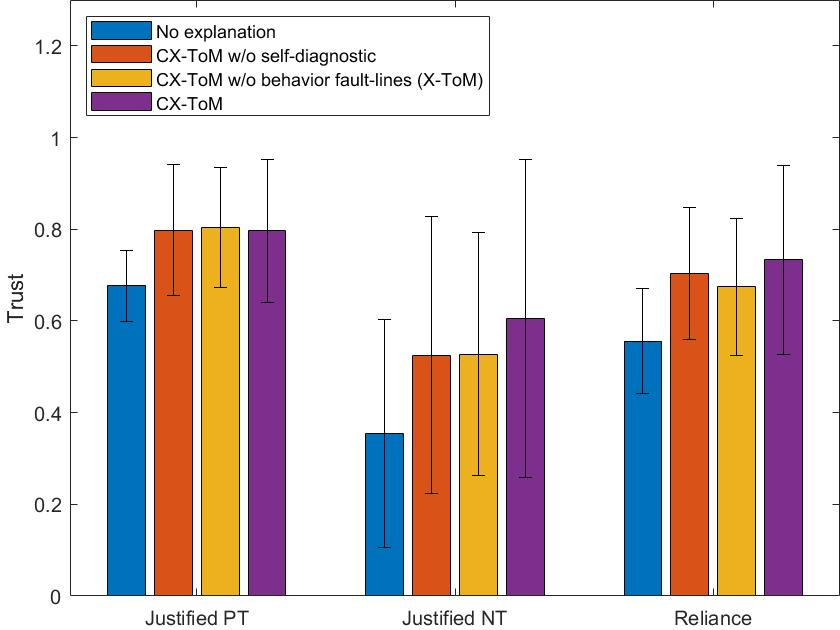 No explanation
CX-ToM w/o self-diagnostic
CX-ToM w/o behavior fault-lines (X-ToM)
CX-ToM
1.2
1
0.8
0.6
0.4
0.2
0
Trust
Justified PT
Justified NT
Reliance